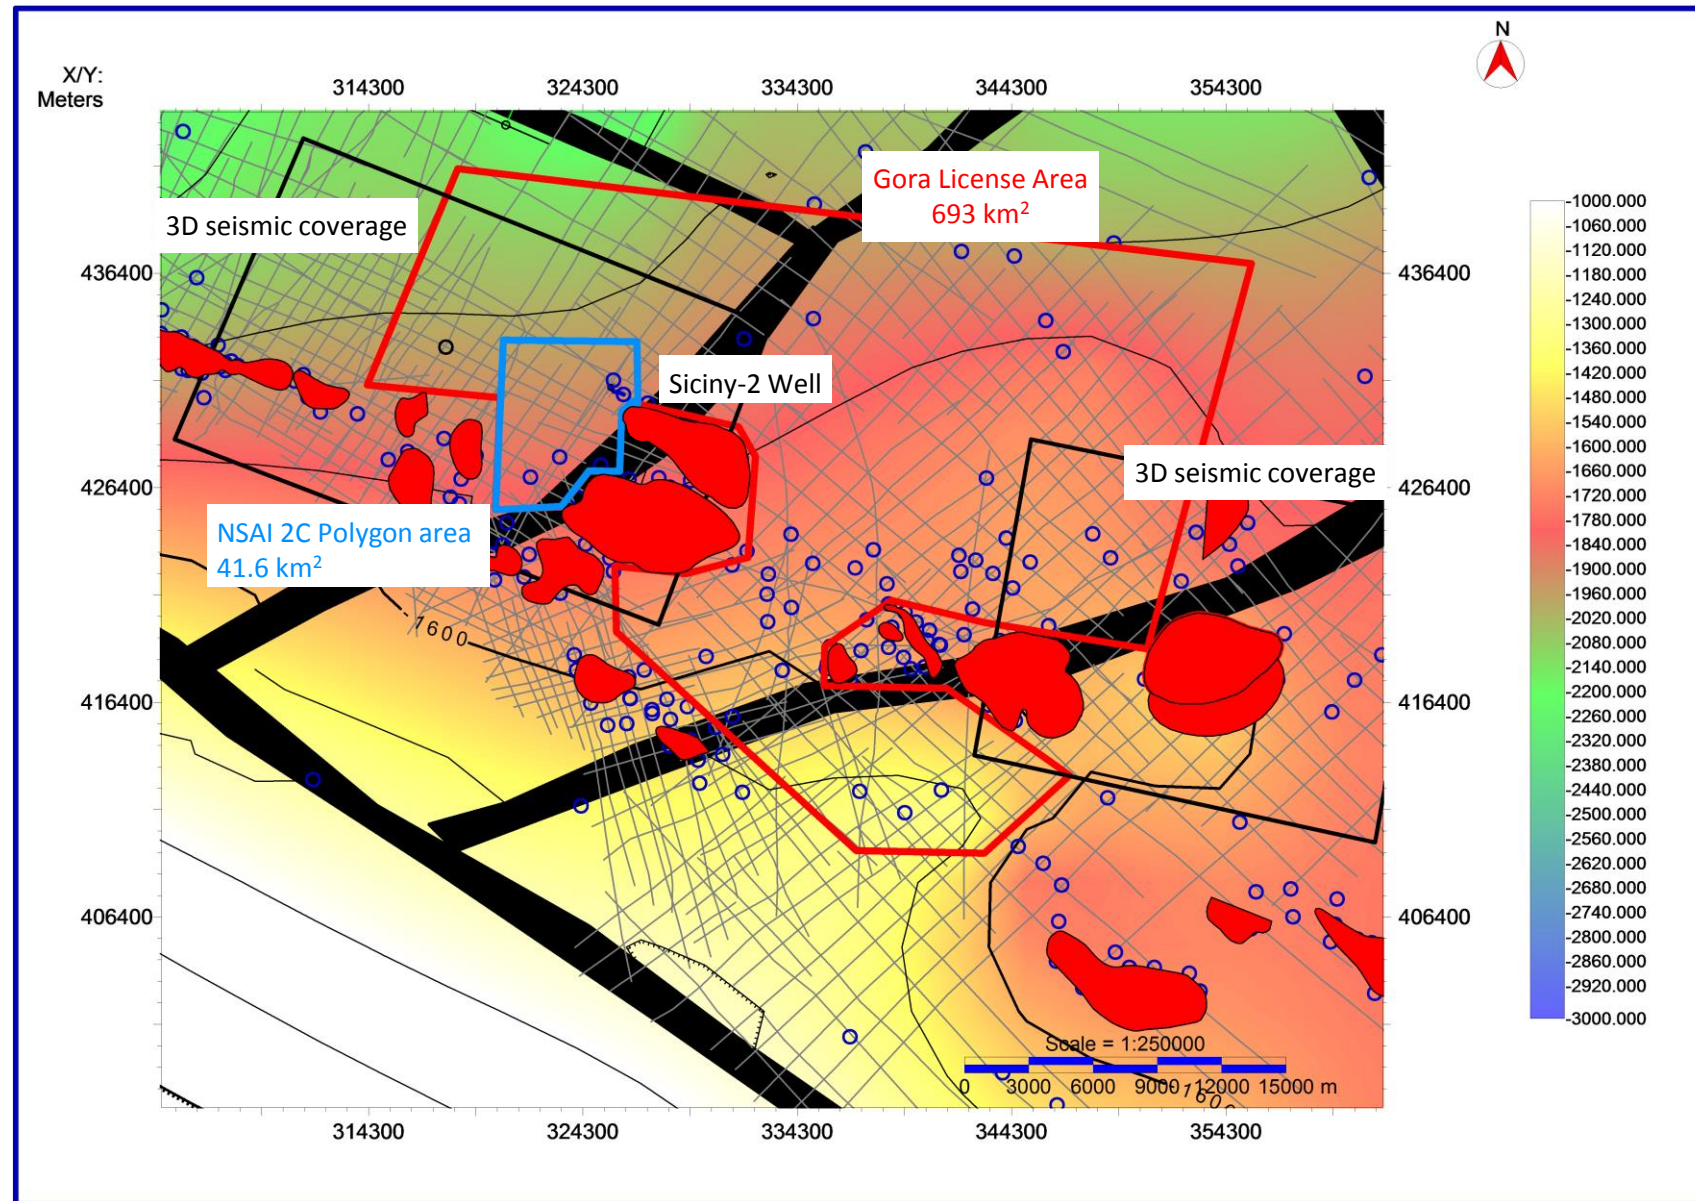 N
X/Y:
Meters
314300 324300 334300 344300 354300
Gora License Area
693 km²
3D seismic coverage
436400 436400
Siciny-2 Well
3D seismic coverage
426400 426400
NSAI 2C Polygon area
41.6 km²
-1600
416400 416400
406400 406400
Scale = 1:250000
0 3000 6000 9000 12000 15000 m
-1600
314300 324300 334300 344300 354300
-1000.000
-1060.000
-1120.000
-1180.000
-1240.000
-1300.000
-1360.000
-1420.000
-1480.000
-1540.000
-1600.000
-1660.000
-1720.000
-1780.000
-1840.000
-1900.000
-1960.000
-2020.000
-2080.000
-2140.000
-2200.000
-2260.000
-2320.000
-2380.000
-2440.000
-2500.000
-2560.000
-2620.000
-2680.000
-2740.000
-2800.000
-2860.000
-2920.000
-3000.000